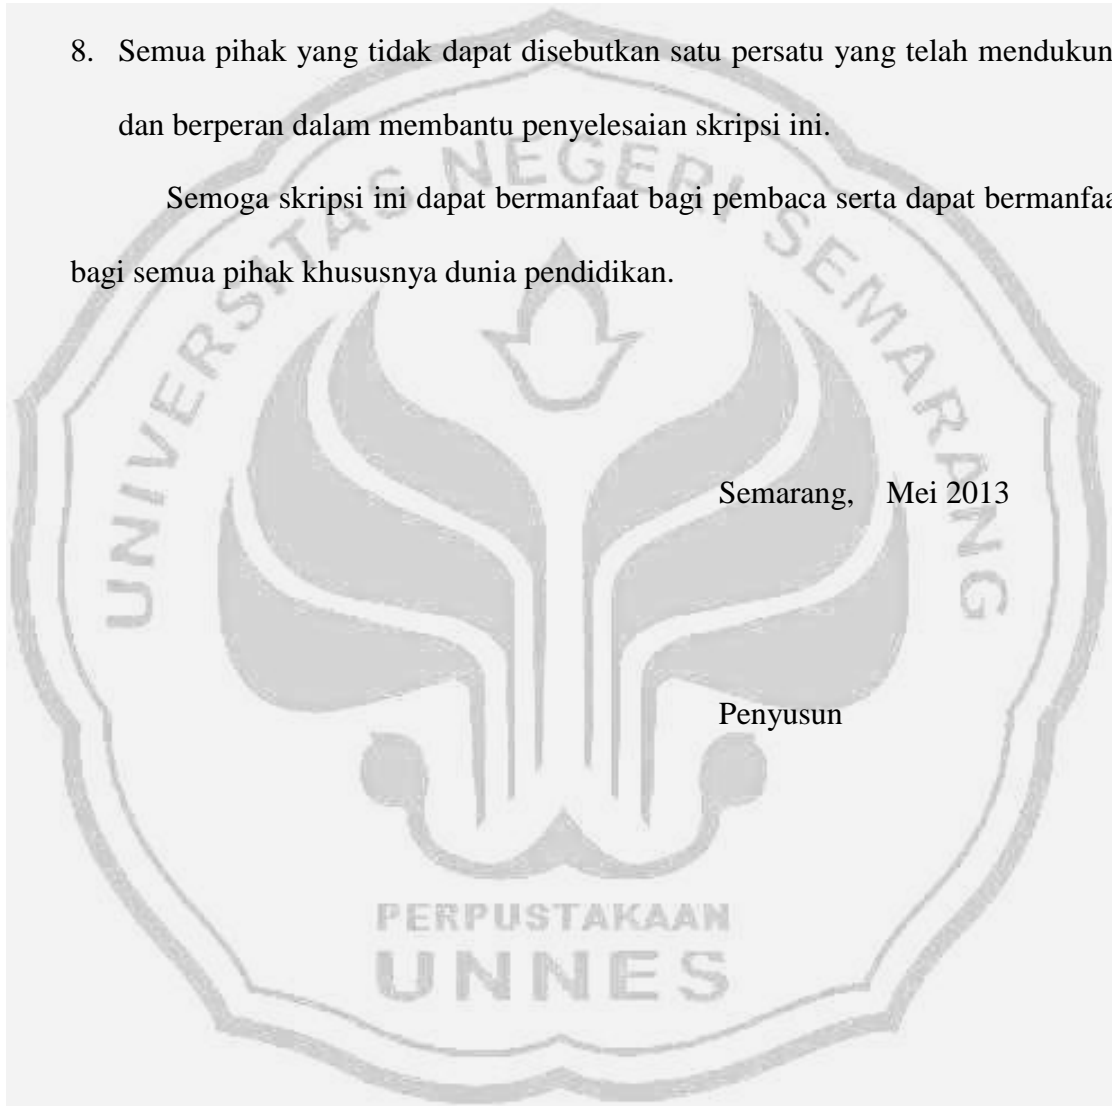 8. Semua pihak yang tidak dapat disebutkan satu persatu yang telah mendukun
dan berperan dalam membantu penyelesaian skripsi ini.
Semoga skripsi ini dapat bermanfaat bagi pembaca serta dapat bermanfaa
bagi semua pihak khususnya dunia pendidikan.
UNIVERSITAS NEGERI SEMARANG
Semarang, Mei 2013
Penyusun
PERPUSTAKAAN
UNNES